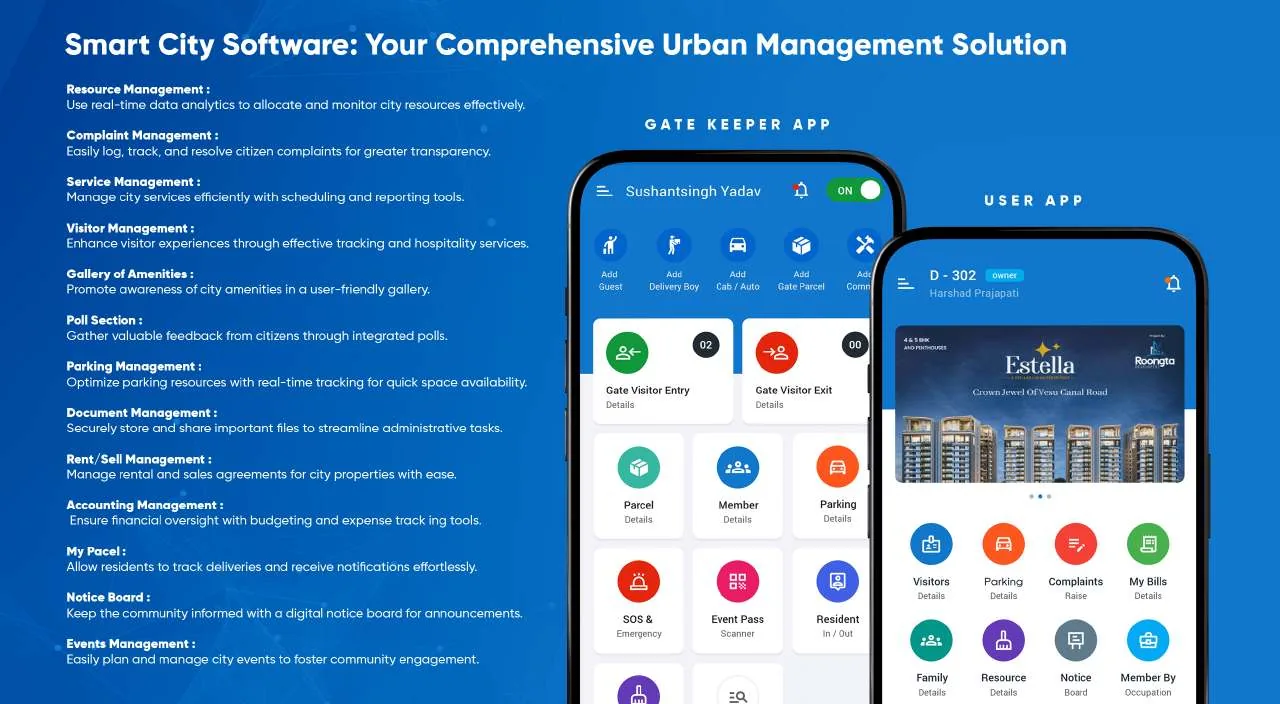 Smart City Software: Your Comprehensive Urban Management Solution
Resource Management :
Use real-time data analytics to allocate and monitor city resources effectively.
Complaint Management :
Easily log, track, and resolve citizen complaints for greater transparency.
Service Management :
Manage city services efficiently with scheduling and reporting tools.
Visitor Management :
Enhance visitor experiences through effective tracking and hospitality services.
Gallery of Amenities :
Promote awareness of city amenities in a user-friendly gallery.
Poll Section :
Gather valuable feedback from citizens through integrated polls.
Parking Management :
Optimize parking resources with real-time tracking for quick space availability.
Document Management :
Securely store and share important files to streamline administrative tasks.
Rent/Sell Management :
Manage rental and sales agreements for city properties with ease.
Accounting Management :
Ensure financial oversight with budgeting and expense track ing tools.
My Pacel :
Allow residents to track deliveries and receive notifications effortlessly.
Notice Board :
Keep the community informed with a digital notice board for announcements.
Events Management :
Easily plan and manage city events to foster community engagement.
GATE KEEPER APP
Sushantsingh Yadav ON
Add Add Add Add Add
Guest Delivery Boy Cab / Auto Gate Parcel Comm
02 00
Gate Visitor Entry Gate Visitor Exit
Details Details
Parcel Member Parking
Details Details Details
SOS & Event Pass Resident
Emergency Scanner In / Out
USER APP
D - 302 owner
Harshad Prajapati
4 & 5 BHK
AND PENTHOUSES
Estella
Roongta
Crown Jewel Of Vesu Canal Road
Visitors Parking Complaints My Bills
Details Details Raise Details
Family Resource Notice Member By
Details Details Board Occupation